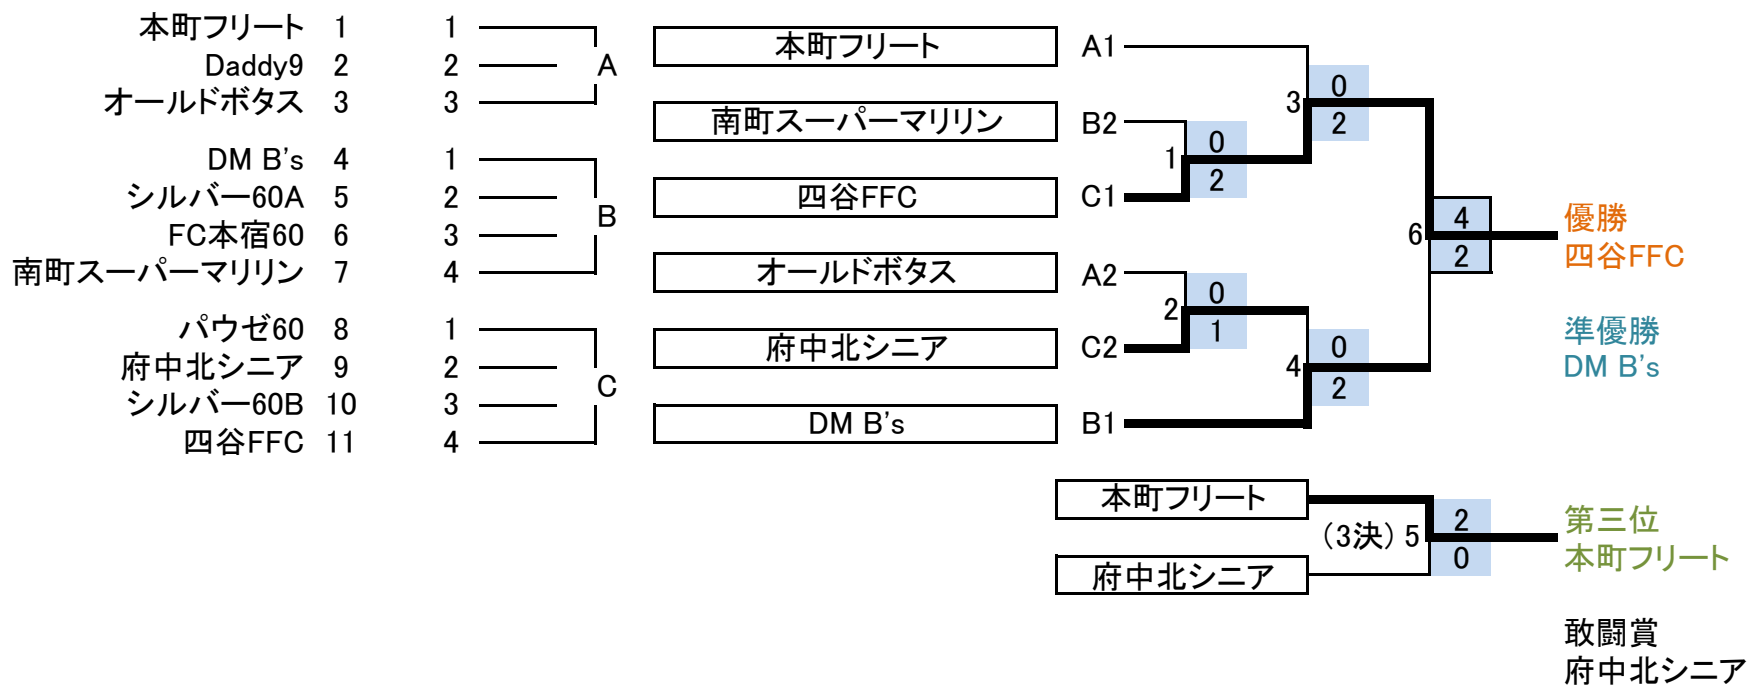 本町フリート 1 1
Daddy9 2 2
オールドボタス 3 3
A
DM B's 4 1
シルバー60A 5 2
FC本宿60 6 3
南町スーパーマリリン 7 4
B
パウゼ60 8 1
府中北シニア 9 2
シルバー60B 10 3
四谷FFC 11 4
C
本町フリート A1
南町スーパーマリリン B2
四谷FFC C1
オールドボタス A2
府中北シニア C2
DM B's B1
1
0
2
2
0
1
3
0
2
4
0
2
6
4
2
優勝
四谷FFC
準優勝
DM B's
本町フリート
府中北シニア
(3決) 5
2
0
第三位
本町フリート
敢闘賞
府中北シニア